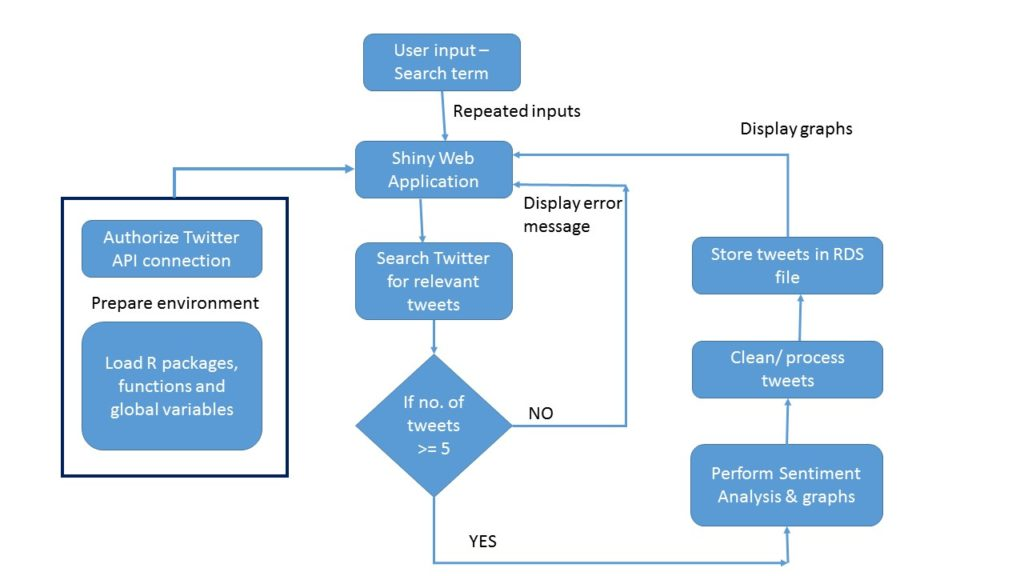 User input –
Search term
Repeated inputs
Display graphs
Shiny Web
Application
Display error
message
Authorize Twitter
API connection
Prepare environment
Load R packages,
functions and
global variables
Search Twitter
for relevant
tweets
If no. of
tweets
>= 5
NO
YES
Store tweets in RDS
file
Clean/ process
tweets
Perform Sentiment
Analysis & graphs